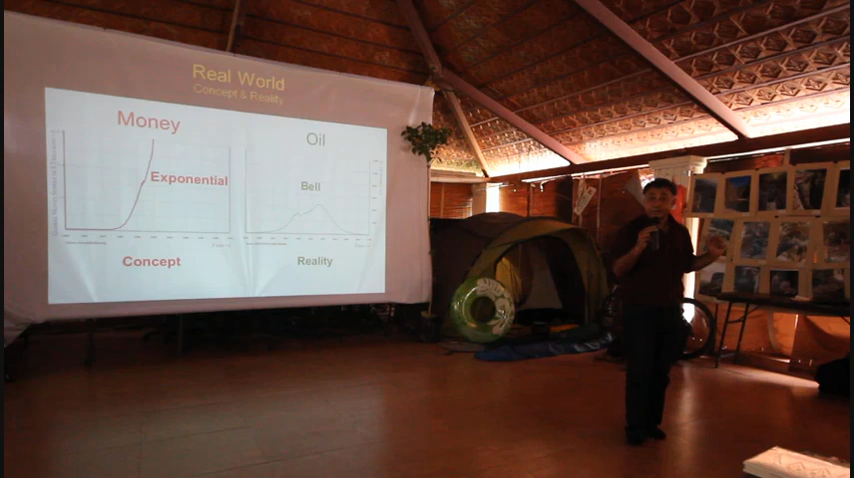 Real World
Concept & Reality
Money
Oil
Exponential
Bell
Concept
Reality